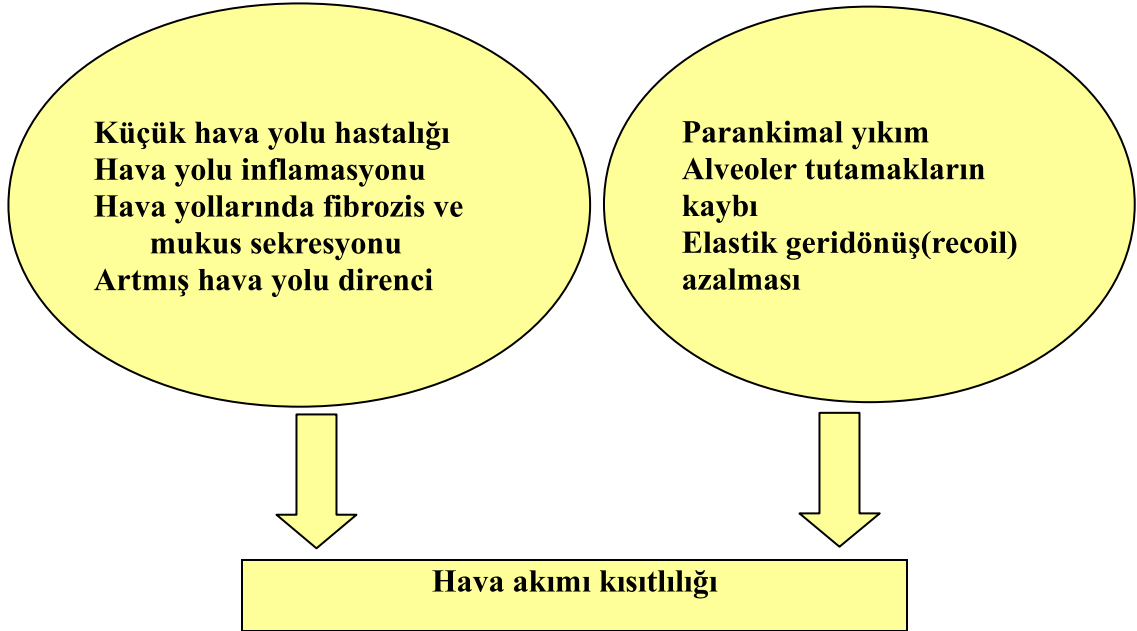 Küçük hava yolu hastalığı
Hava yolu inflamasyonu
Hava yollarında fibrozis ve
mukus sekresyonu
Artmış hava yolu direnci
Parankimal yıkım
Alveoler tutamakların
kaybı
Elastik geridönüş(recoil)
azalması
Hava akımı kısıtlılığı